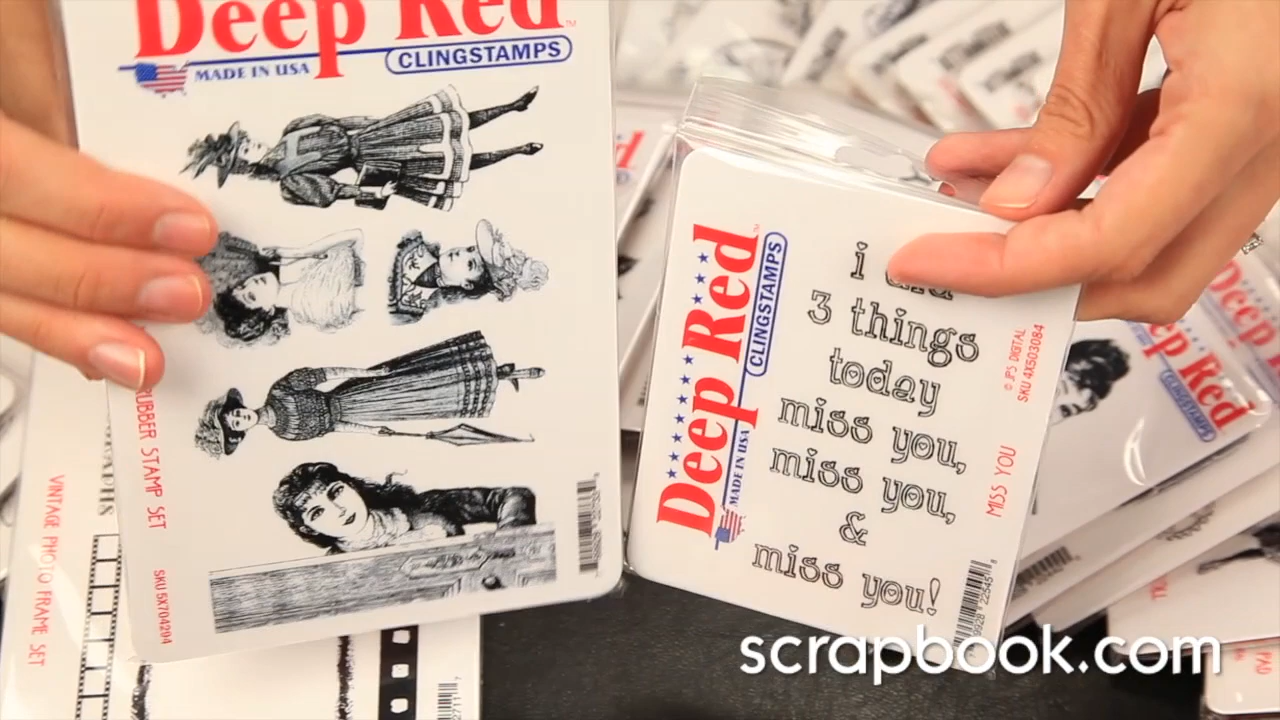 Deep Red
CLINGSTAMPS
MADE IN USA
RUBBER STAMP SET
SKU 5X704294
VINTAGE PHOTO FRAME SET
Deep Red
CLINGSTAMPS
MADE IN USA
i did
3 things
today
miss you,
miss you,
&
miss you!
© JPS DIGITAL
SKU 4X503084
MISS YOU
Deep Red
CLINGSTAMPS
scrapbook.com